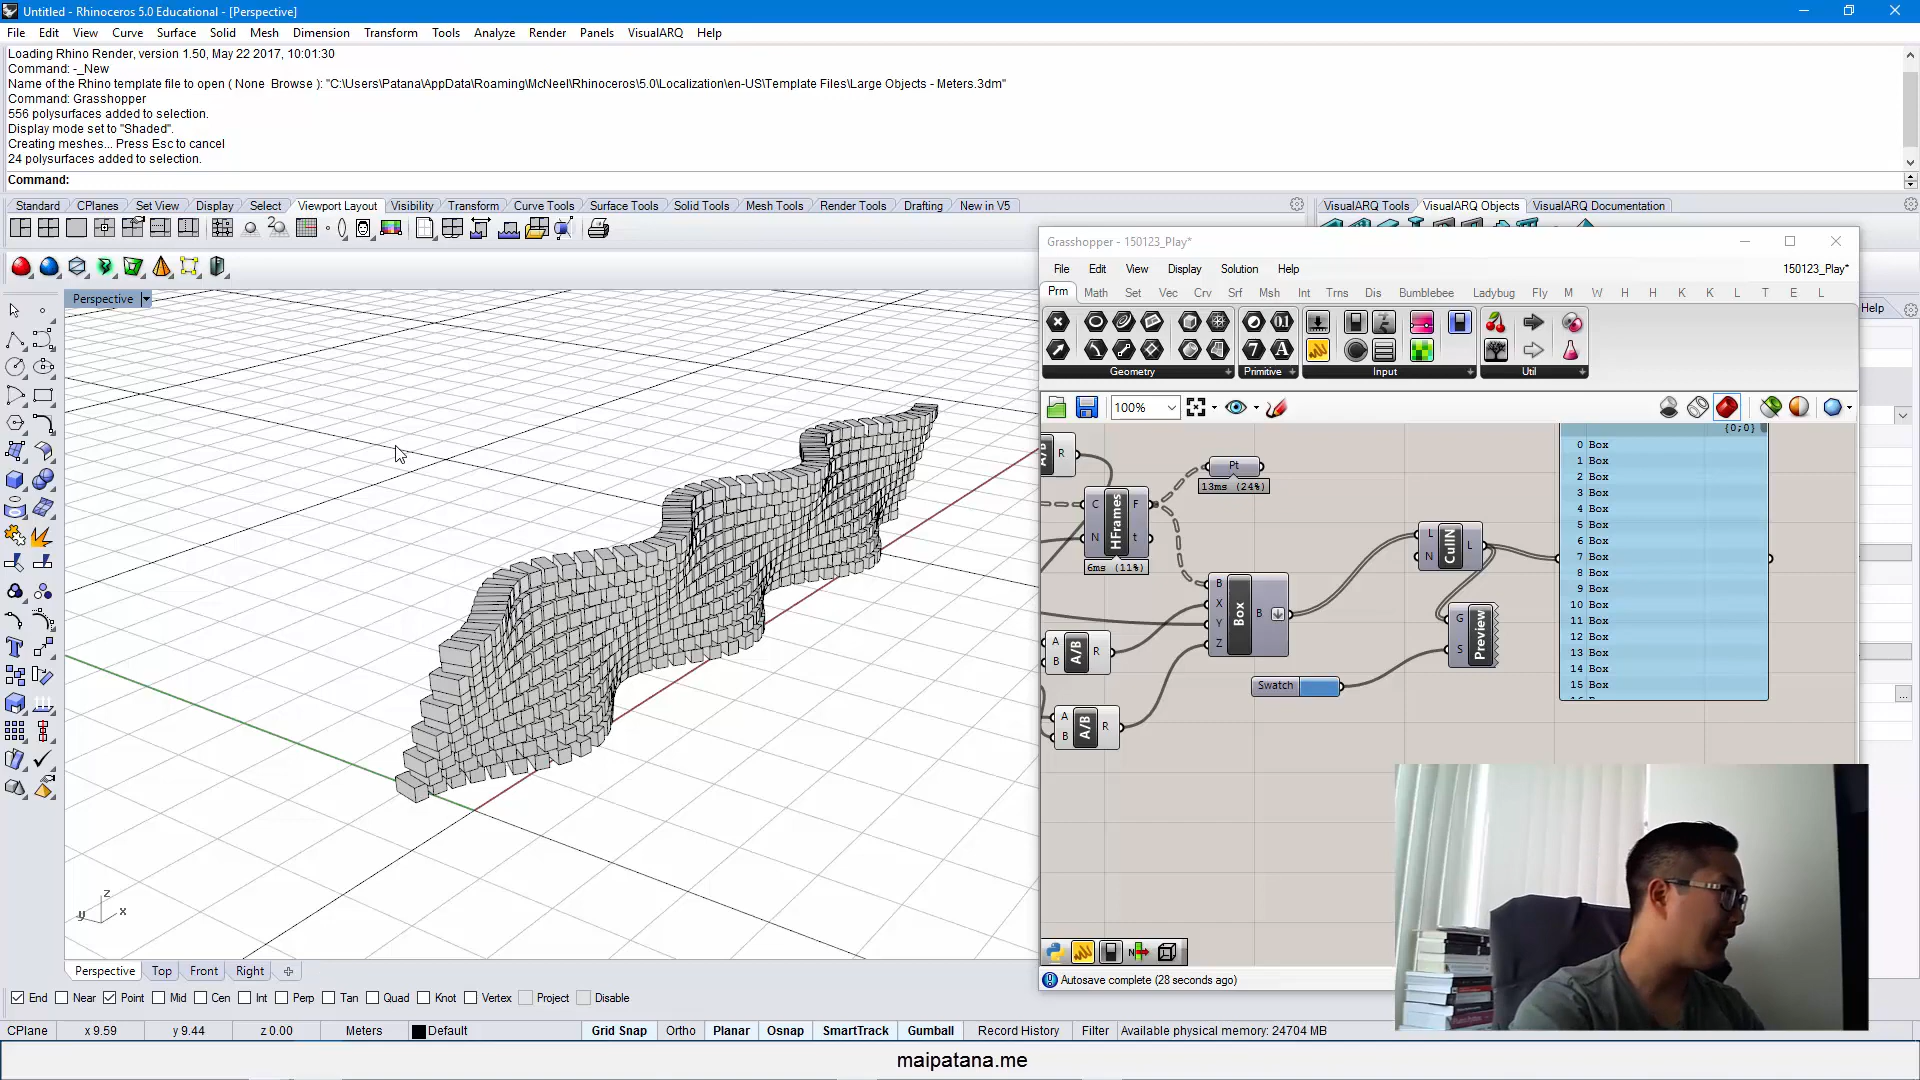 Untitled - Rhinoceros 5.0 Educational - [Perspective]
File Edit View Curve Surface Solid Mesh Dimension Transform Tools Analyze Render Panels VisualARQ Help
Loading Rhino Render, version 1.50, May 22 2017, 10:01:30
Command: -_New
Name of the Rhino template file to open ( None Browse ): "C:\Users\Patana\AppData\Roaming\McNeel\Rhinoceros\5.0\Localization\en-US\Template Files\Large Objects - Meters.3dm"
Command: Grasshopper
556 polysurfaces added to selection.
Display mode set to "Shaded".
Creating meshes... Press Esc to cancel
24 polysurfaces added to selection.
Command:
Standard CPlanes Set View Display Select Viewport Layout Visibility Transform Curve Tools Surface Tools Solid Tools Mesh Tools Render Tools Drafting New in V5
VisualARQ Tools VisualARQ Objects VisualARQ Documentation
Perspective
Grasshopper - 150123_Play*
File Edit View Display Solution Help 150123_Play*
Prm Math Set Vec Crv Srf Msh Int Trns Dis Bumblebee Ladybug Fly M W H H K K L T E L
Help
Geometry Primitive Input Util
100%
{0;0}
0 Box
1 Box
2 Box
3 Box
4 Box
5 Box
6 Box
7 Box
8 Box
9 Box
10 Box
11 Box
12 Box
13 Box
14 Box
15 Box
A/B R
Pt
13ms (24%)
C N HFrames F t
6ms (11%)
B X Y Z Box B
L N CullN L
G S Preview
Swatch
A B A/B R
A B A/B R
z
y x
Autosave complete (28 seconds ago)
Perspective Top Front Right
End Near Point Mid Cen Int Perp Tan Quad Knot Vertex Project Disable
CPlane x 9.59 y 9.44 z 0.00 Meters Default Grid Snap Ortho Planar Osnap SmartTrack Gumball Record History Filter Available physical memory: 24704 MB
maipatana.me